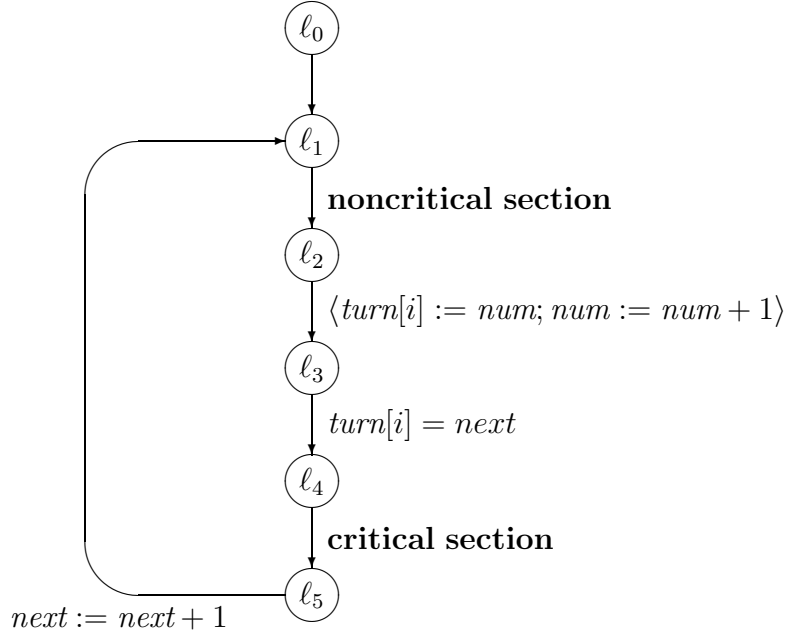 ℓ0
ℓ1
noncritical section
ℓ2
⟨turn[i] := num; num := num + 1⟩
ℓ3
turn[i] = next
ℓ4
critical section
ℓ5
next := next + 1